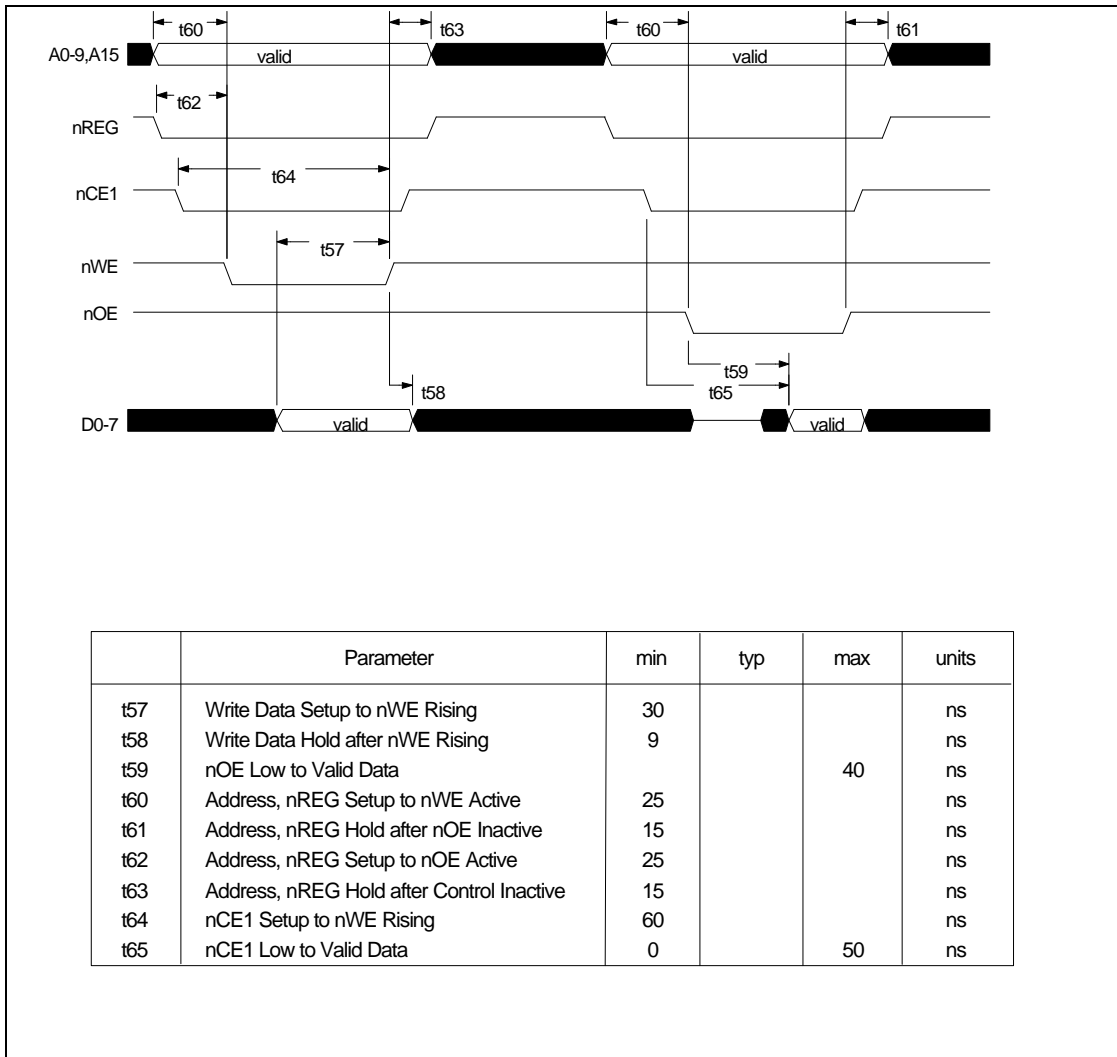 t60 t63 t60 t61
A0-9,A15 valid valid
t62
nREG
t64
nCE1
t57
nWE
nOE
t59
t58 t65
D0-7 valid valid
Parameter min typ max units
t57 Write Data Setup to nWE Rising 30 ns
t58 Write Data Hold after nWE Rising 9 ns
t59 nOE Low to Valid Data 40 ns
t60 Address, nREG Setup to nWE Active 25 ns
t61 Address, nREG Hold after nOE Inactive 15 ns
t62 Address, nREG Setup to nOE Active 25 ns
t63 Address, nREG Hold after Control Inactive 15 ns
t64 nCE1 Setup to nWE Rising 60 ns
t65 nCE1 Low to Valid Data 0 50 ns